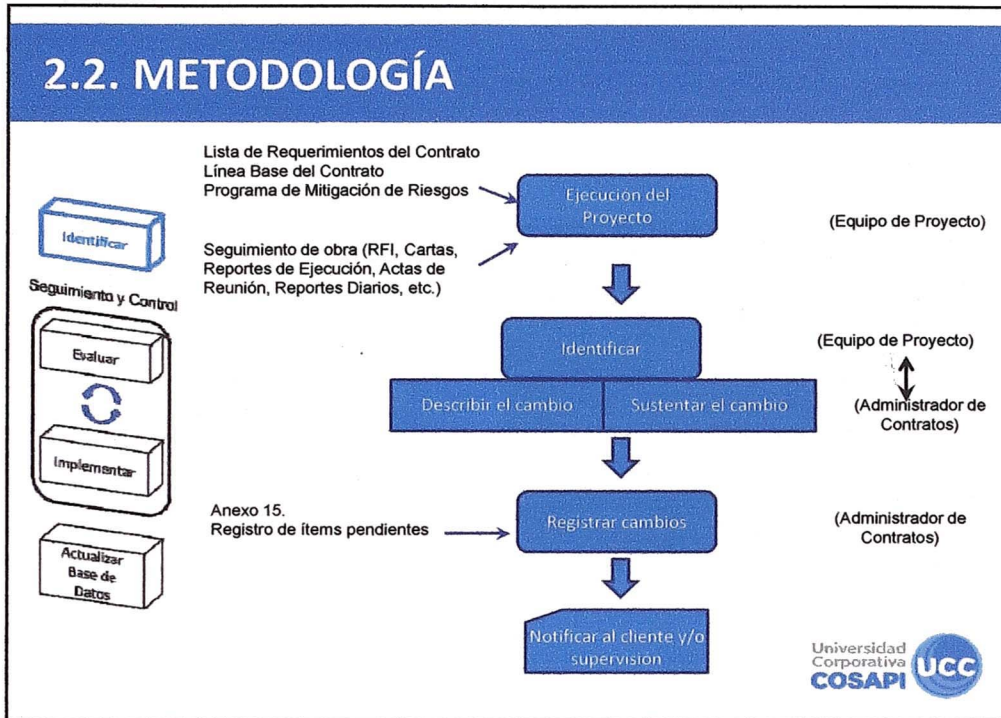 2.2. METODOLOGÍA
Lista de Requerimientos del Contrato
Línea Base del Contrato
Programa de Mitigación de Riesgos
Ejecución del
Proyecto
(Equipo de Proyecto)
Identificar
Seguimiento de obra (RFI, Cartas,
Reportes de Ejecución, Actas de
Reunión, Reportes Diarios, etc.)
Seguimiento y Control
Evaluar
Implementar
Actualizar
Base de
Datos
Identificar
(Equipo de Proyecto)
Describir el cambio
Sustentar el cambio
(Administrador de
Contratos)
Anexo 15.
Registro de ítems pendientes
Registrar cambios
(Administrador de
Contratos)
Notificar al cliente y/o
supervisión
Universidad
Corporativa
COSAPI
UCC